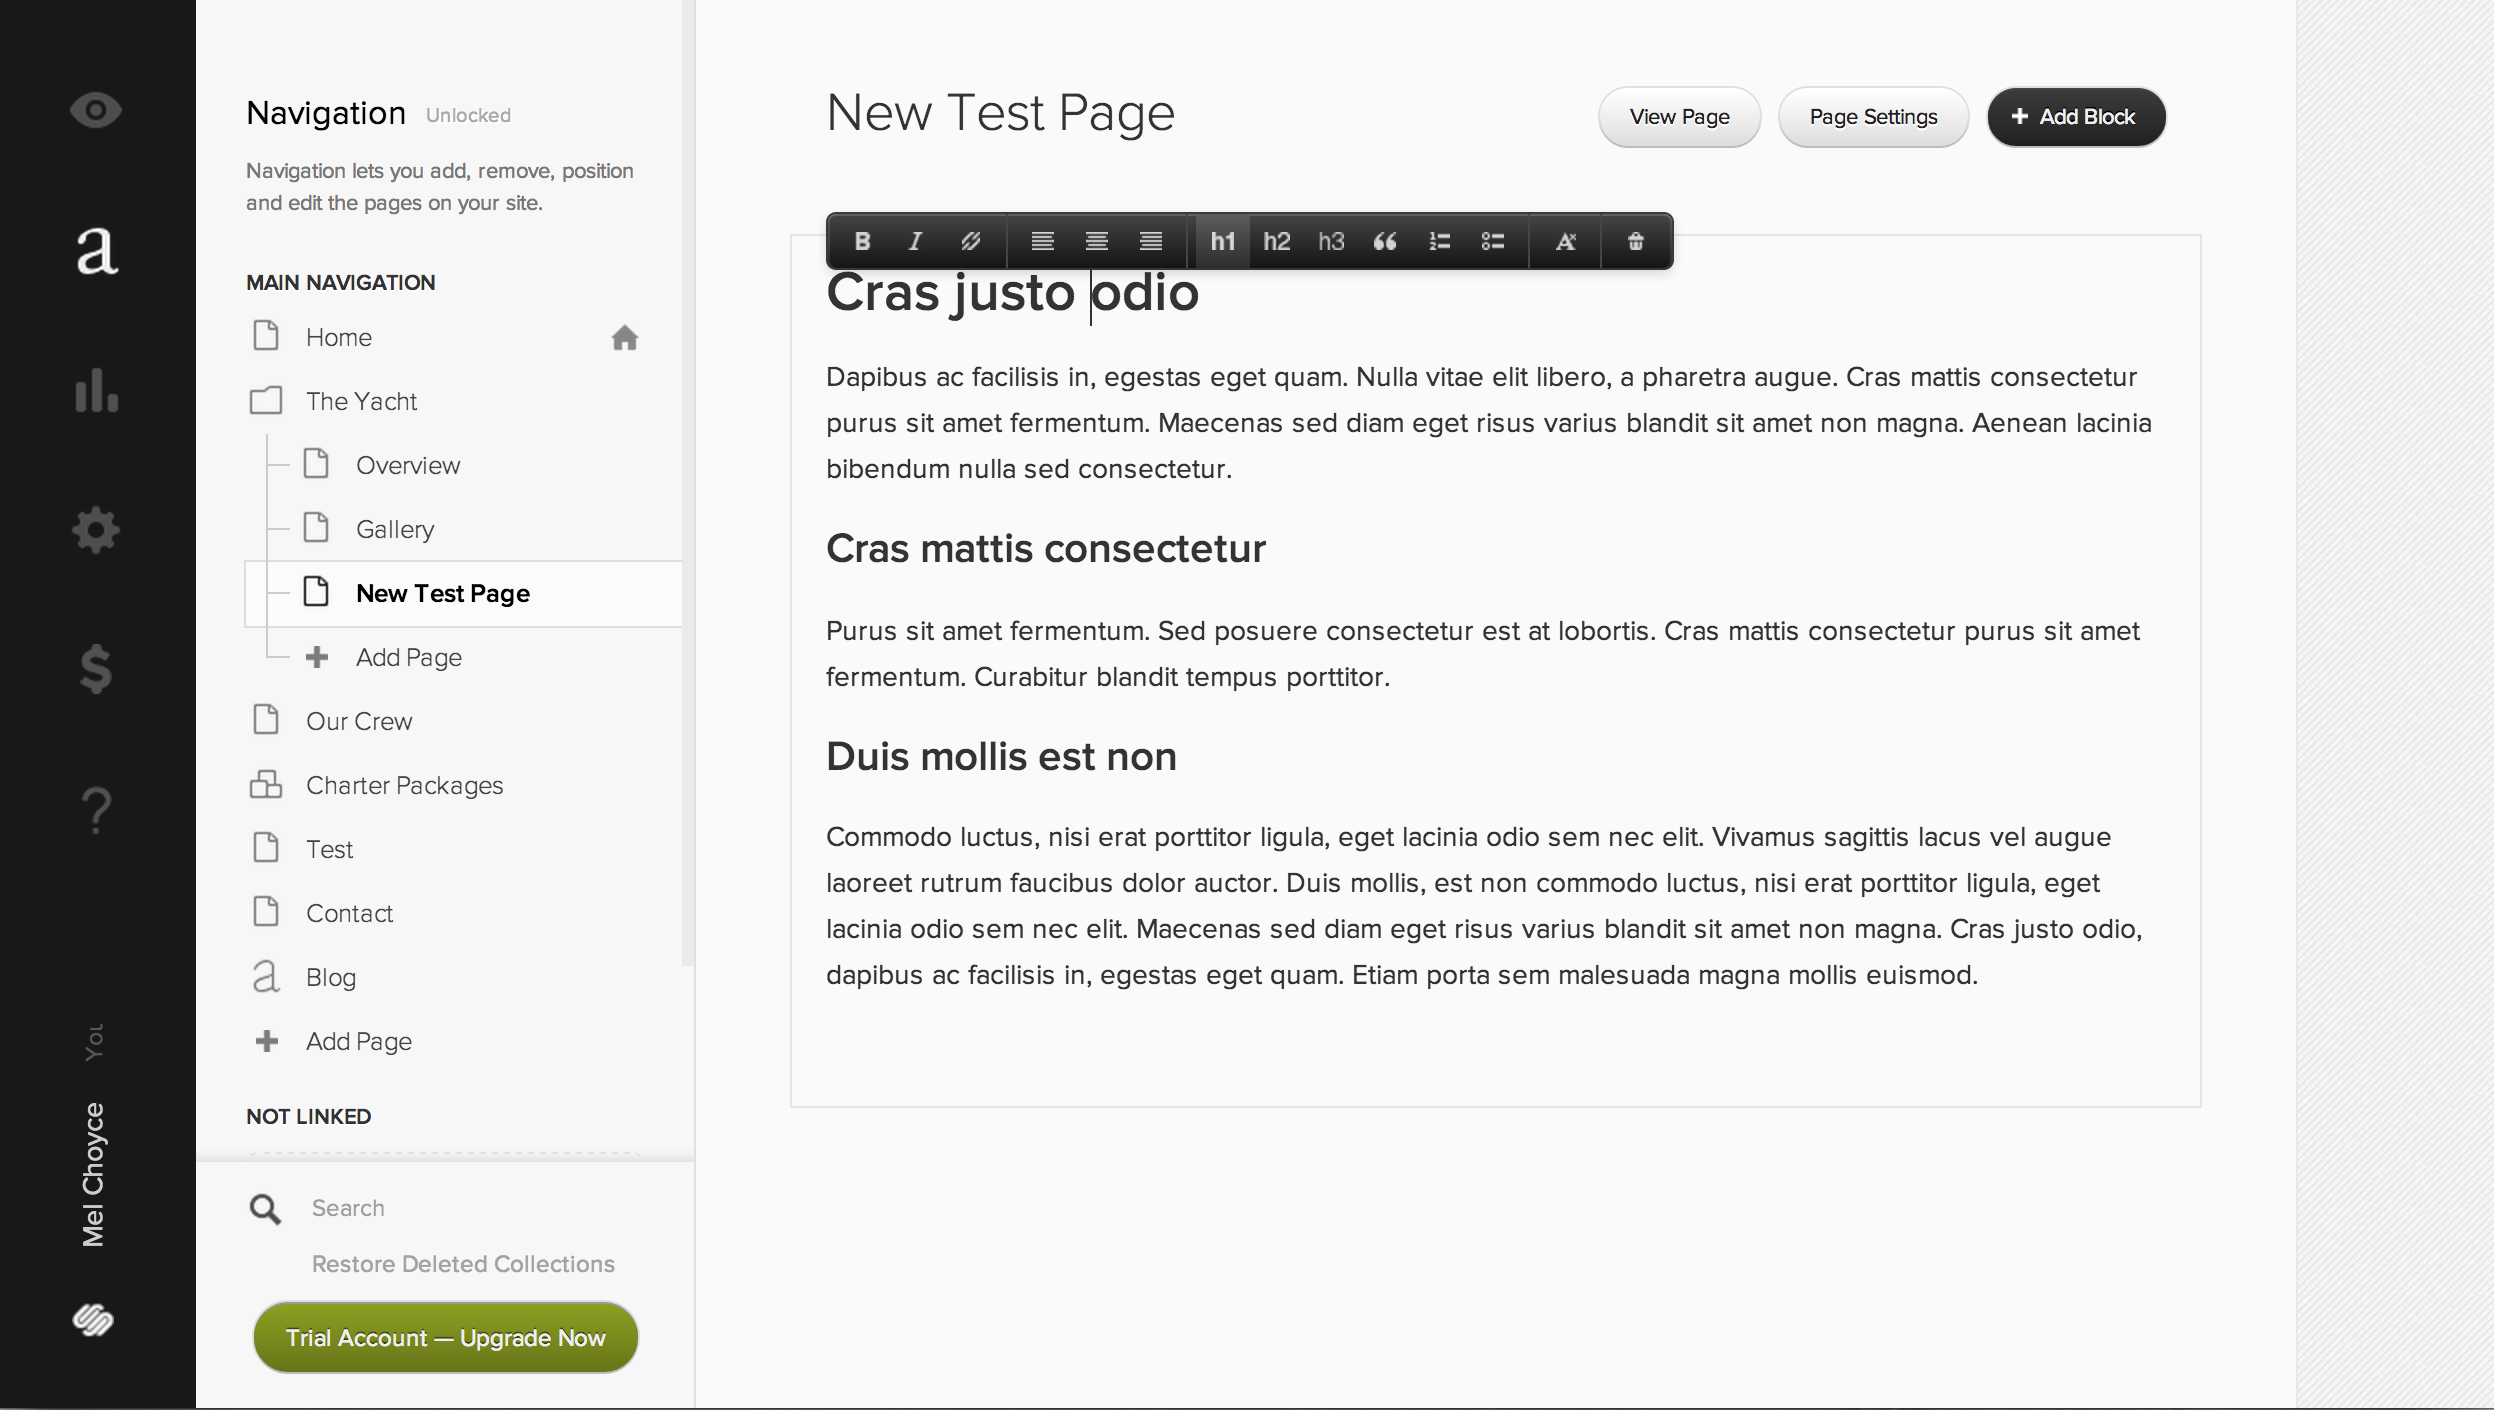 Navigation Unlocked
Navigation lets you add, remove, position
and edit the pages on your site.
MAIN NAVIGATION
Home
The Yacht
Overview
Gallery
New Test Page
Add Page
Our Crew
Charter Packages
Test
Contact
Blog
Add Page
NOT LINKED
Search
Restore Deleted Collections
Trial Account — Upgrade Now
Mel Choyce
New Test Page
View Page
Page Settings
Add Block
B I h1 h2 h3
Cras justo odio
Dapibus ac facilisis in, egestas eget quam. Nulla vitae elit libero, a pharetra augue. Cras mattis consectetur
purus sit amet fermentum. Maecenas sed diam eget risus varius blandit sit amet non magna. Aenean lacinia
bibendum nulla sed consectetur.
Cras mattis consectetur
Purus sit amet fermentum. Sed posuere consectetur est at lobortis. Cras mattis consectetur purus sit amet
fermentum. Curabitur blandit tempus porttitor.
Duis mollis est non
Commodo luctus, nisi erat porttitor ligula, eget lacinia odio sem nec elit. Vivamus sagittis lacus vel augue
laoreet rutrum faucibus dolor auctor. Duis mollis, est non commodo luctus, nisi erat porttitor ligula, eget
lacinia odio sem nec elit. Maecenas sed diam eget risus varius blandit sit amet non magna. Cras justo odio,
dapibus ac facilisis in, egestas eget quam. Etiam porta sem malesuada magna mollis euismod.